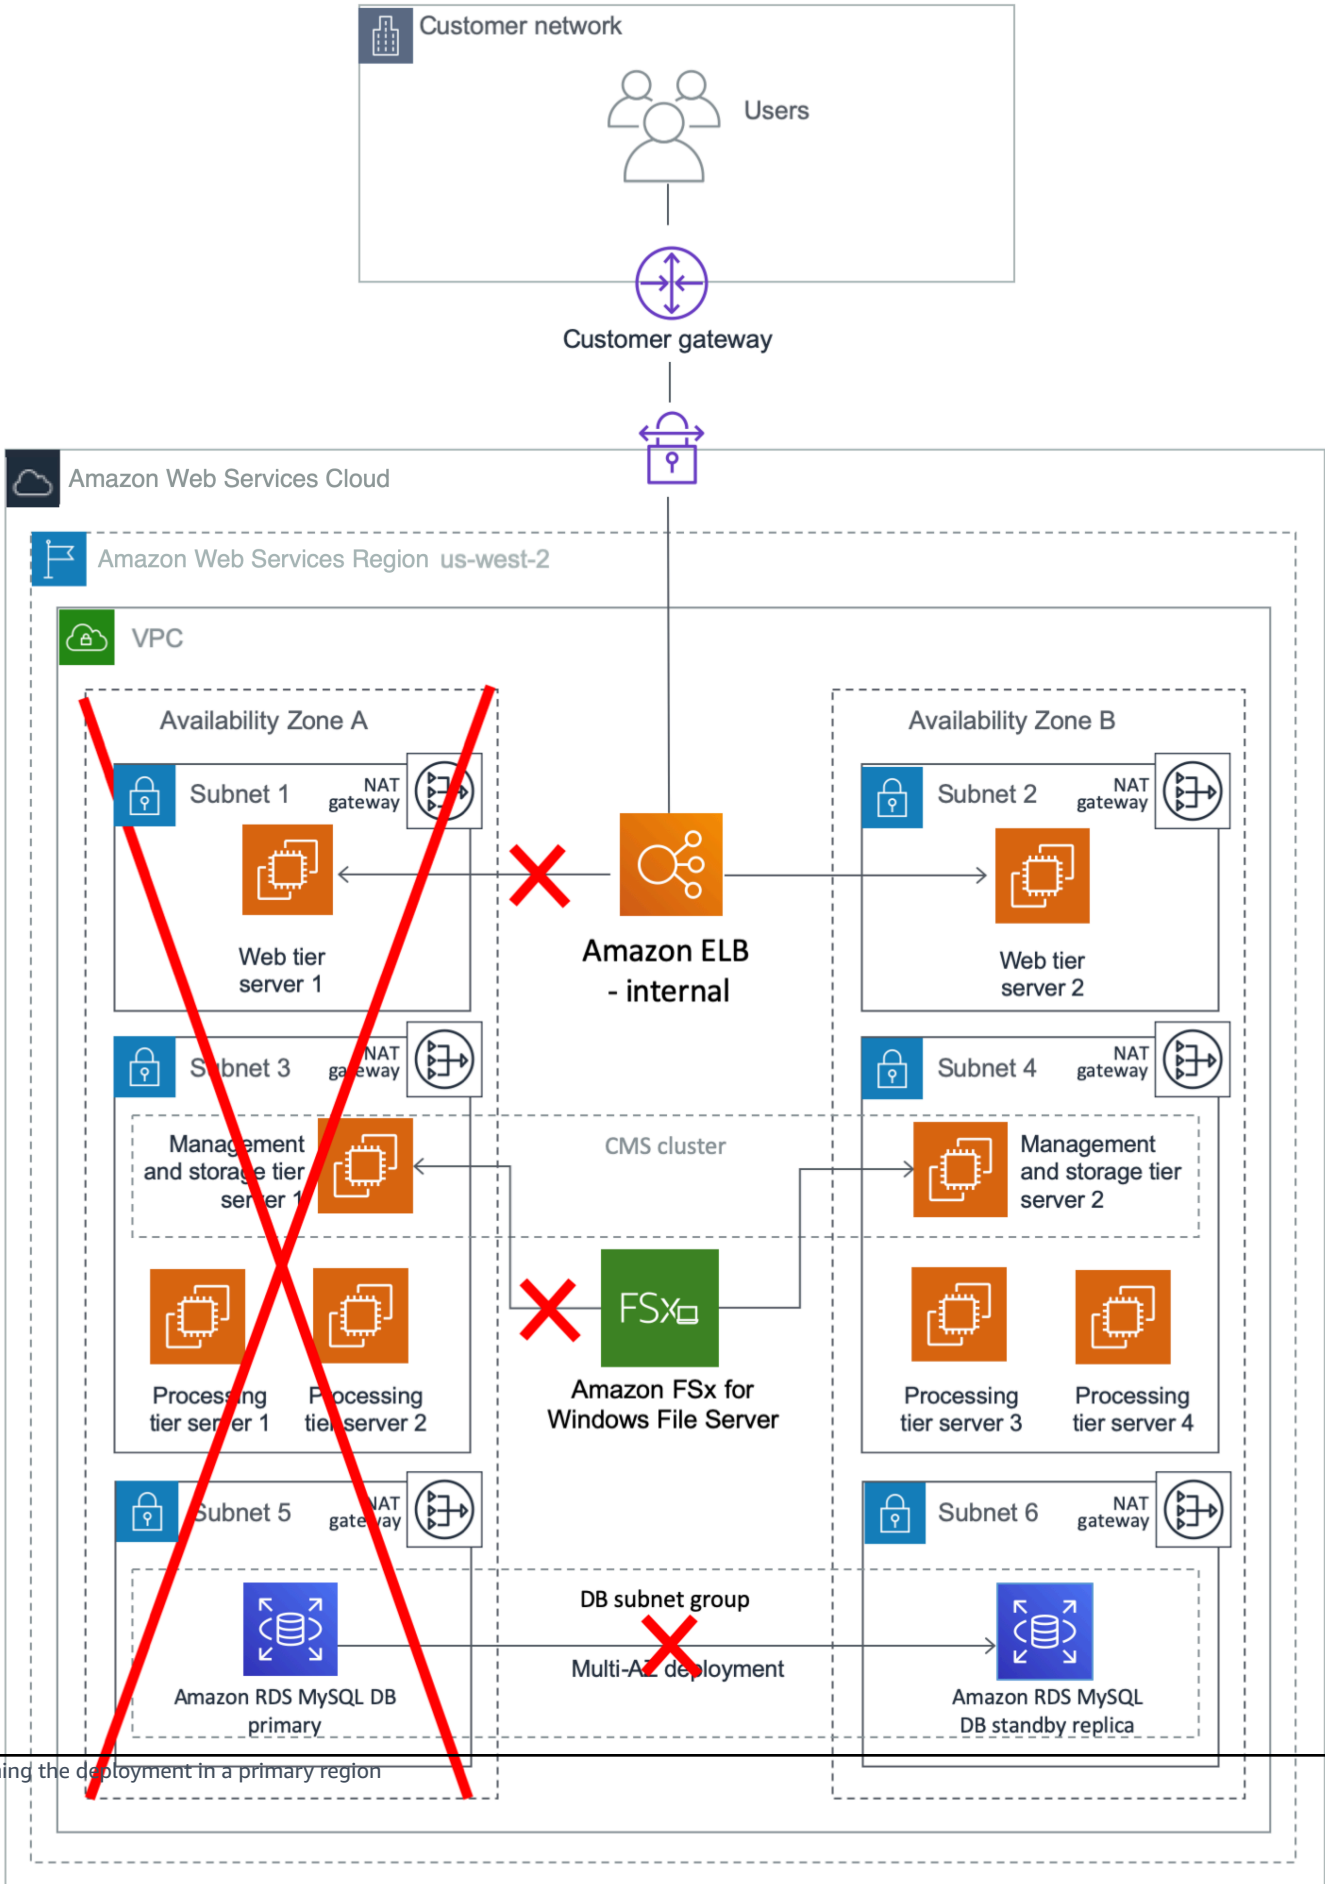 Customer network
Users
Customer gateway
Amazon Web Services Cloud
Amazon Web Services Region us-west-2
VPC
Availability Zone A
Availability Zone B
Subnet 1
NAT
gateway
Subnet 2
NAT
gateway
Web tier
server 1
Amazon ELB
- internal
Web tier
server 2
Subnet 3
NAT
gateway
Subnet 4
NAT
gateway
Management
and storage tier
server 1
CMS cluster
Management
and storage tier
server 2
FSx
Processing
tier server 1
Processing
tier server 2
Amazon FSx for
Windows File Server
Processing
tier server 3
Processing
tier server 4
Subnet 5
NAT
gateway
Subnet 6
NAT
gateway
DB subnet group
Multi-AZ deployment
Amazon RDS MySQL DB
primary
Amazon RDS MySQL
DB standby replica
the deployment in a primary region